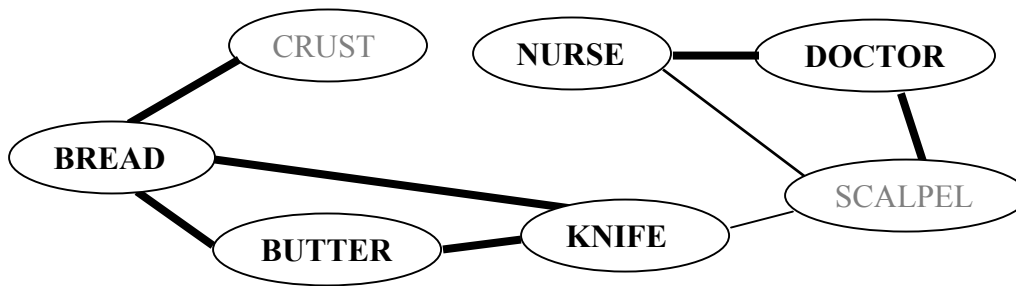 CRUST
NURSE
DOCTOR
BREAD
SCALPEL
BUTTER
KNIFE